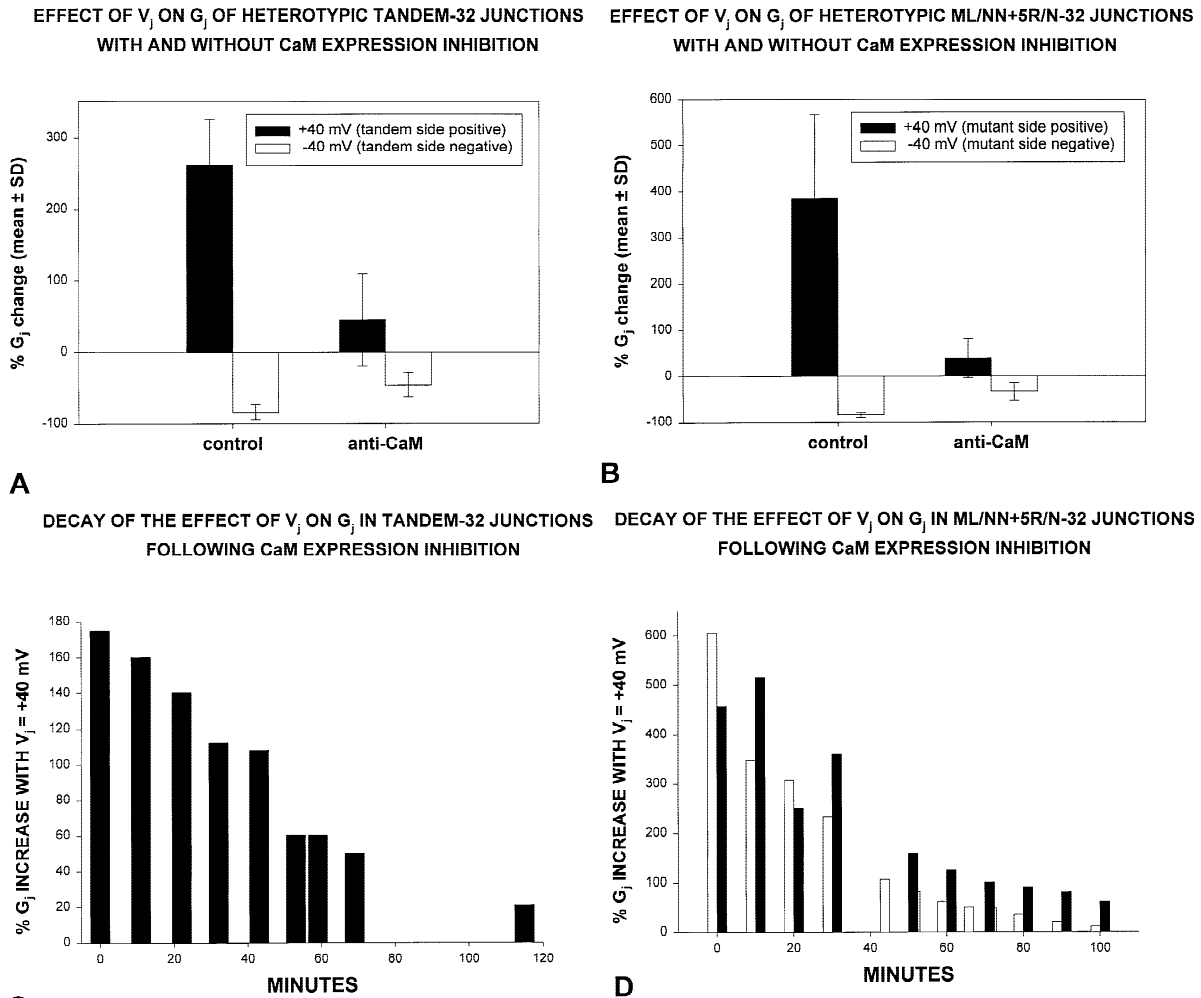 EFFECT OF Vj ON Gj OF HETEROTYPIC TANDEM-32 JUNCTIONS
WITH AND WITHOUT CaM EXPRESSION INHIBITION
% Gj change (mean ± SD)
300
200
100
0
-100
+40 mV (tandem side positive)
-40 mV (tandem side negative)
control
anti-CaM
A
EFFECT OF Vj ON Gj OF HETEROTYPIC ML/NN+5R/N-32 JUNCTIONS
WITH AND WITHOUT CaM EXPRESSION INHIBITION
% Gj change (mean ± SD)
600
500
400
300
200
100
0
-100
+40 mV (mutant side positive)
-40 mV (mutant side negative)
control
anti-CaM
B
DECAY OF THE EFFECT OF Vj ON Gj IN TANDEM-32 JUNCTIONS
FOLLOWING CaM EXPRESSION INHIBITION
% Gj INCREASE WITH Vj = +40 mV
180
160
140
120
100
80
60
40
20
0
0 20 40 60 80 100 120
MINUTES
DECAY OF THE EFFECT OF Vj ON Gj IN ML/NN+5R/N-32 JUNCTIONS
FOLLOWING CaM EXPRESSION INHIBITION
% Gj INCREASE WITH Vj = +40 mV
600
500
400
300
200
100
0
0 20 40 60 80 100
MINUTES
D